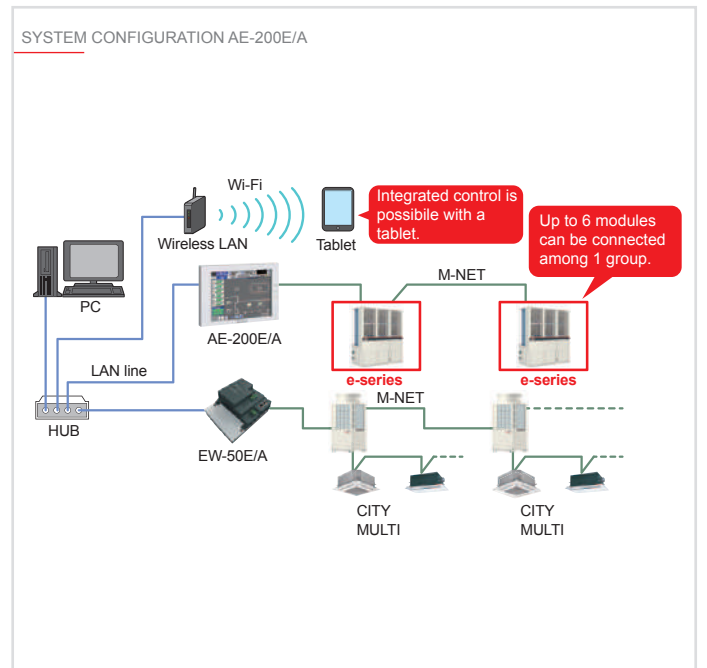 SYSTEM CONFIGURATION AE-200E/A
Wi-Fi
Wireless LAN
Tablet
Integrated control is
possibile with a
tablet.
Up to 6 modules
can be connected
among 1 group.
PC
M-NET
AE-200E/A
LAN line
e-series
e-series
M-NET
HUB
EW-50E/A
CITY
MULTI
CITY
MULTI